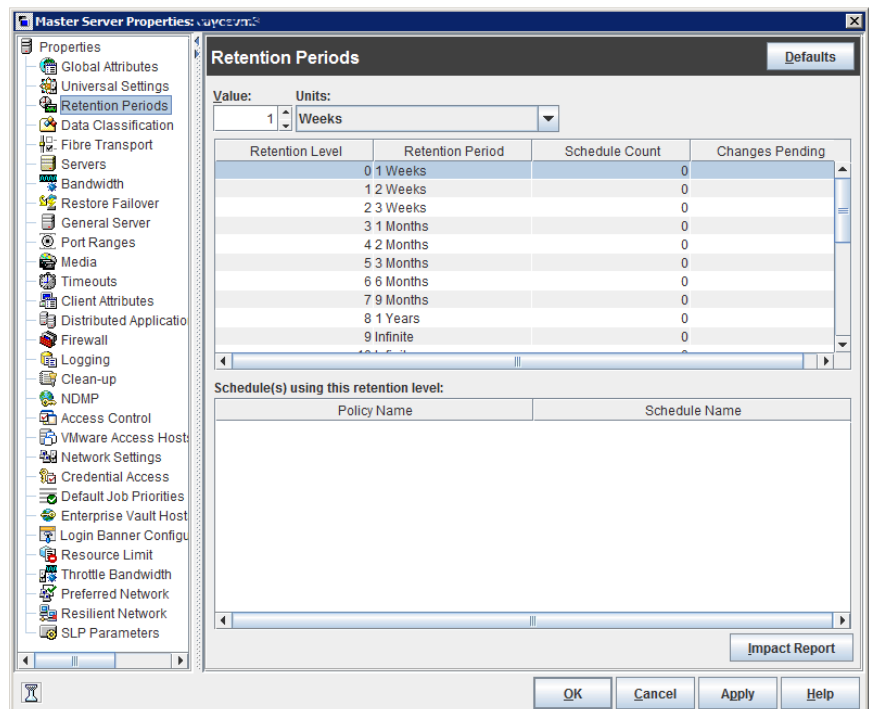 Master Server Properties:
Properties
Global Attributes
Universal Settings
Retention Periods
Data Classification
Fibre Transport
Servers
Bandwidth
Restore Failover
General Server
Port Ranges
Media
Timeouts
Client Attributes
Distributed Applicatio
Firewall
Logging
Clean-up
NDMP
Access Control
VMware Access Hosts
Network Settings
Credential Access
Default Job Priorities
Enterprise Vault Host
Login Banner Configu
Resource Limit
Throttle Bandwidth
Preferred Network
Resilient Network
SLP Parameters
Retention Periods
Defaults
Value: Units:
1 Weeks
Retention Level Retention Period Schedule Count Changes Pending
0 1 Weeks 0
1 2 Weeks 0
2 3 Weeks 0
3 1 Months 0
4 2 Months 0
5 3 Months 0
6 6 Months 0
7 9 Months 0
8 1 Years 0
9 Infinite 0
Schedule(s) using this retention level:
Policy Name Schedule Name
Impact Report
OK Cancel Apply Help